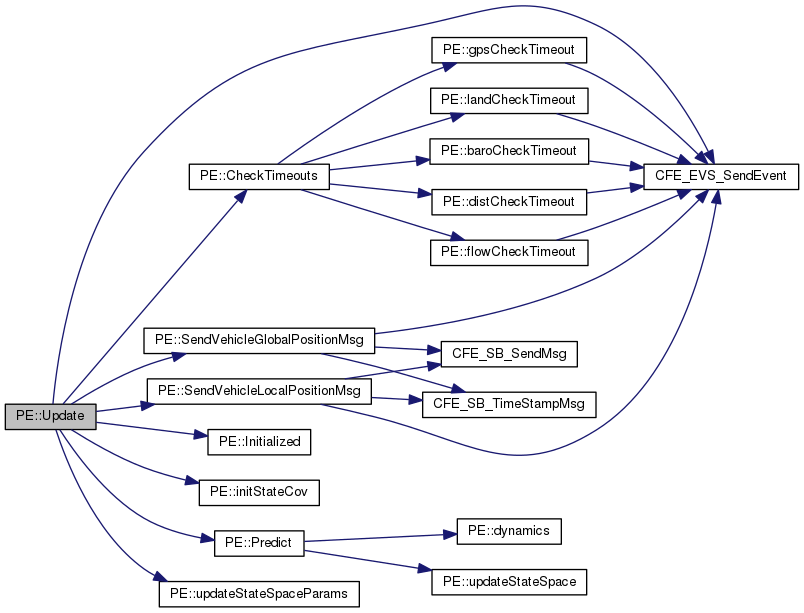 PE::gpsCheckTimeout
PE::landCheckTimeout
PE::baroCheckTimeout
PE::CheckTimeouts
CFE_EVS_SendEvent
PE::distCheckTimeout
PE::flowCheckTimeout
PE::SendVehicleGlobalPositionMsg
CFE_SB_SendMsg
PE::SendVehicleLocalPositionMsg
CFE_SB_TimeStampMsg
PE::Update
PE::Initialized
PE::initStateCov
PE::dynamics
PE::Predict
PE::updateStateSpace
PE::updateStateSpaceParams